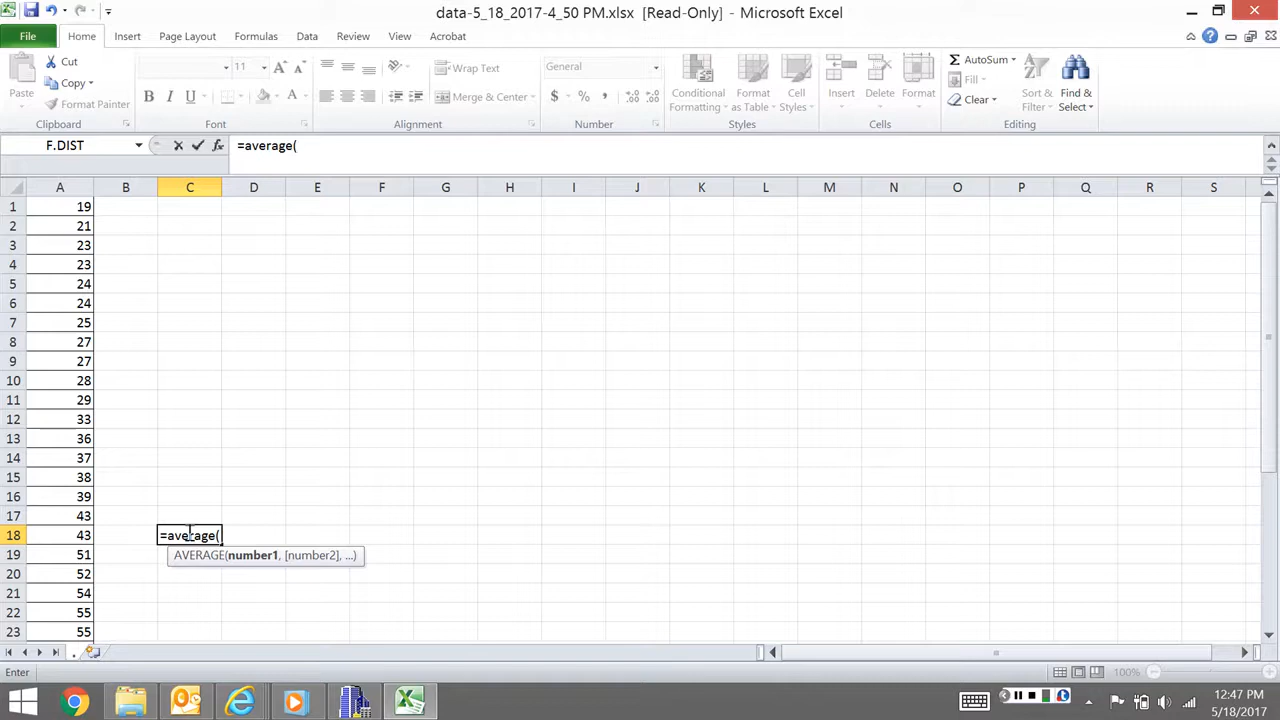 data-5_18_2017-4_50 PM.xlsx [Read-Only] - Microsoft Excel
File Home Insert Page Layout Formulas Data Review View Acrobat
Paste Cut Copy Format Painter
11 B I U
Wrap Text Merge & Center
General $ % ,
Conditional Formatting Format as Table Cell Styles
Insert Delete Format
Σ AutoSum Fill Clear Sort & Filter Find & Select
Clipboard Font Alignment Number Styles Cells Editing
F.DIST fx =average(
A B C D E F G H I J K L M N O P Q R S
1 19
2 21
3 23
4 23
5 24
6 24
7 25
8 27
9 27
10 28
11 29
12 33
13 36
14 37
15 38
16 39
17 43
18 43 =average(
19 51 AVERAGE(number1, [number2], ...)
20 52
21 54
22 55
23 55
Enter 100%
12:47 PM
5/18/2017